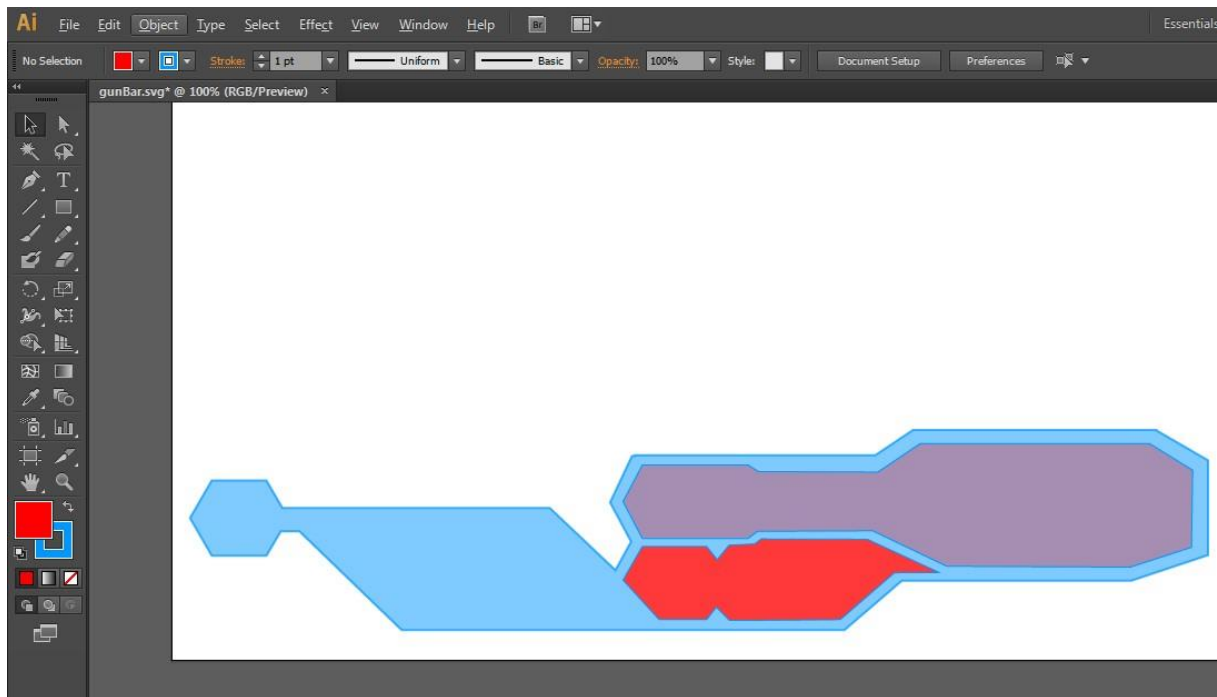 Ai File Edit Object Type Select Effect View Window Help Br Essentials
No Selection Stroke: 1 pt Uniform Basic Opacity: 100% Style: Document Setup Preferences
gunBar.svg* @ 100% (RGB/Preview) ×
T